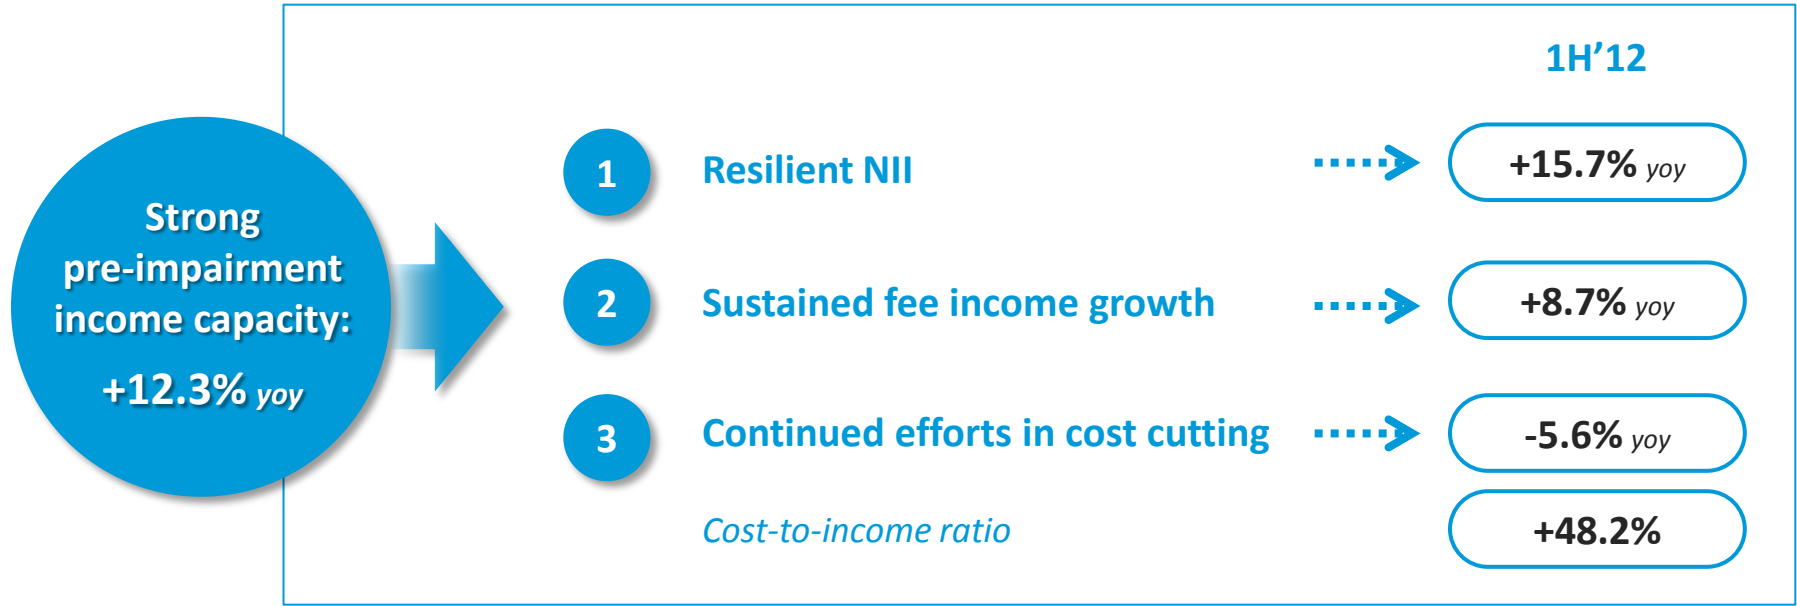 Strong
pre-impairment
income capacity:
+12.3% yoy
1H’12
1 Resilient NII +15.7% yoy
2 Sustained fee income growth +8.7% yoy
3 Continued efforts in cost cutting -5.6% yoy
Cost-to-income ratio +48.2%